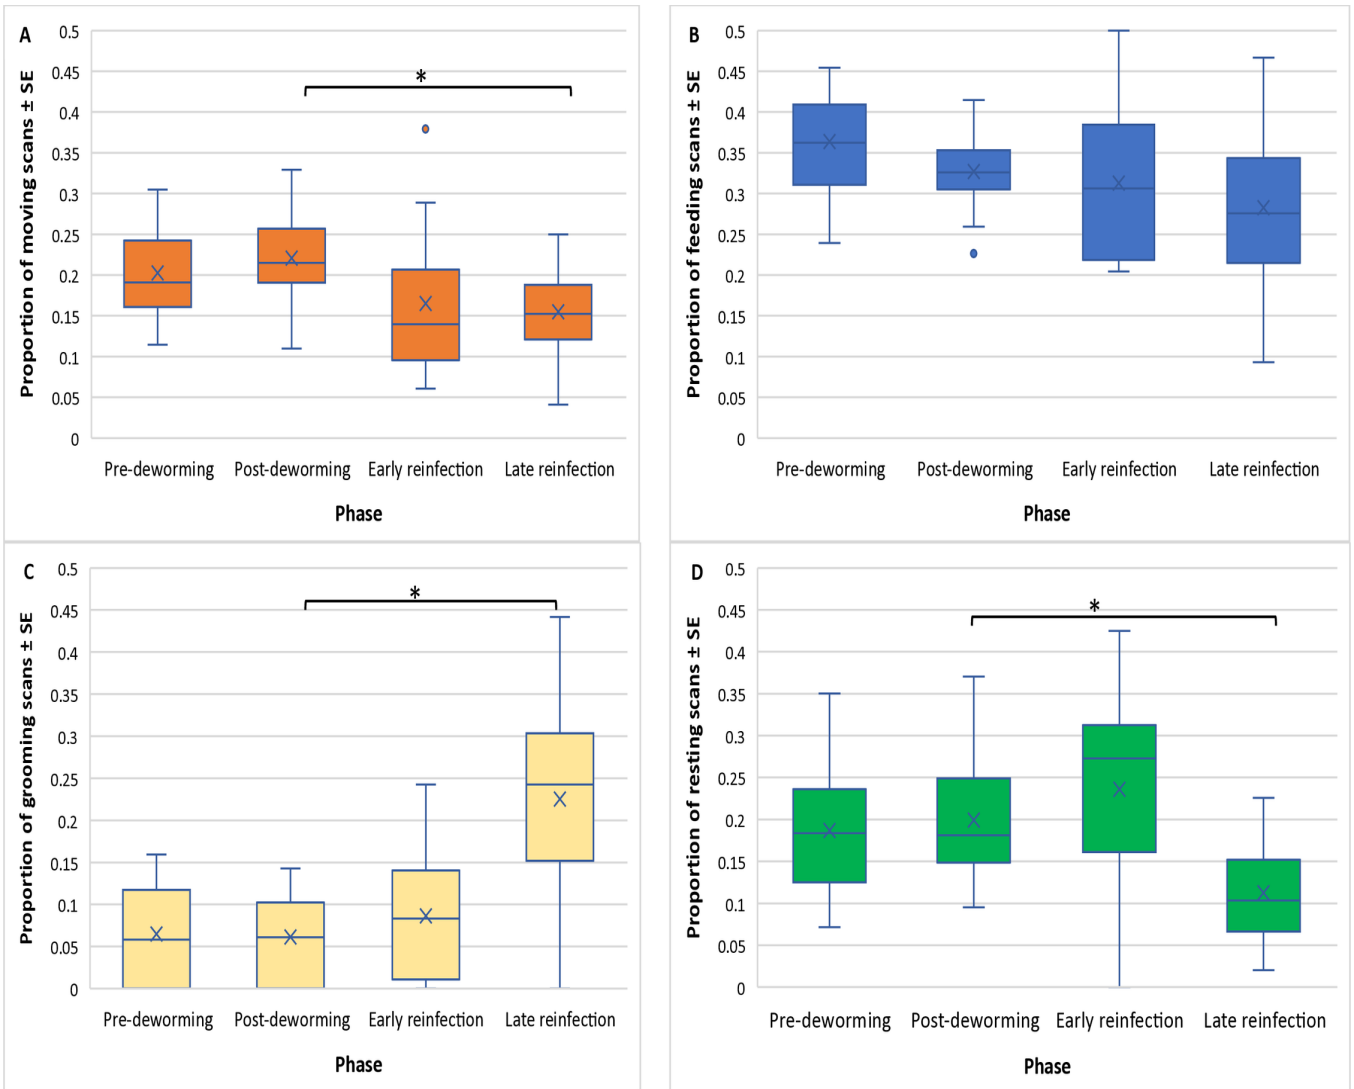 A
Proportion of moving scans ± SE
0.5
0.45
0.4
0.35
0.3
0.25
0.2
0.15
0.1
0.05
0
*
Pre-deworming Post-deworming Early reinfection Late reinfection
Phase
B
Proportion of feeding scans ± SE
0.5
0.45
0.4
0.35
0.3
0.25
0.2
0.15
0.1
0.05
0
Pre-deworming Post-deworming Early reinfection Late reinfection
Phase
C
Proportion of grooming scans ± SE
0.5
0.45
0.4
0.35
0.3
0.25
0.2
0.15
0.1
0.05
0
*
Pre-deworming Post-deworming Early reinfection Late reinfection
Phase
D
Proportion of resting scans ± SE
0.5
0.45
0.4
0.35
0.3
0.25
0.2
0.15
0.1
0.05
0
*
Pre-deworming Post-deworming Early reinfection Late reinfection
Phase